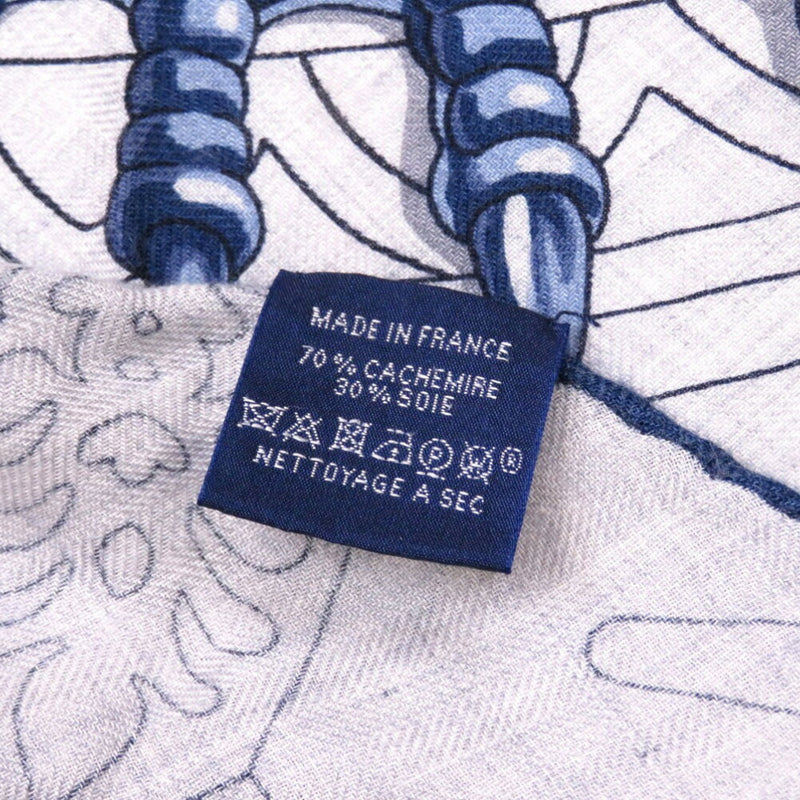 MADE IN FRANCE
70 % CACHEMIRE
30 % SOIE
P ®
NETTOYAGE A SEC